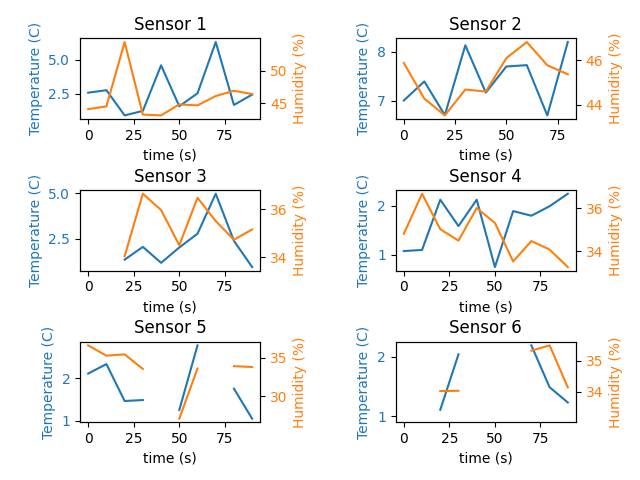 Sensor 1
Temperature (C)
5.0
2.5
50
45
Humidity (%)
0 25 50 75
time (s)
Sensor 2
Temperature (C)
8
7
46
44
Humidity (%)
0 25 50 75
time (s)
Sensor 3
Temperature (C)
5.0
2.5
36
34
Humidity (%)
0 25 50 75
time (s)
Sensor 4
Temperature (C)
2
1
36
34
Humidity (%)
0 25 50 75
time (s)
Sensor 5
Temperature (C)
2
1
35
30
Humidity (%)
0 25 50 75
time (s)
Sensor 6
Temperature (C)
2
1
35
34
Humidity (%)
0 25 50 75
time (s)